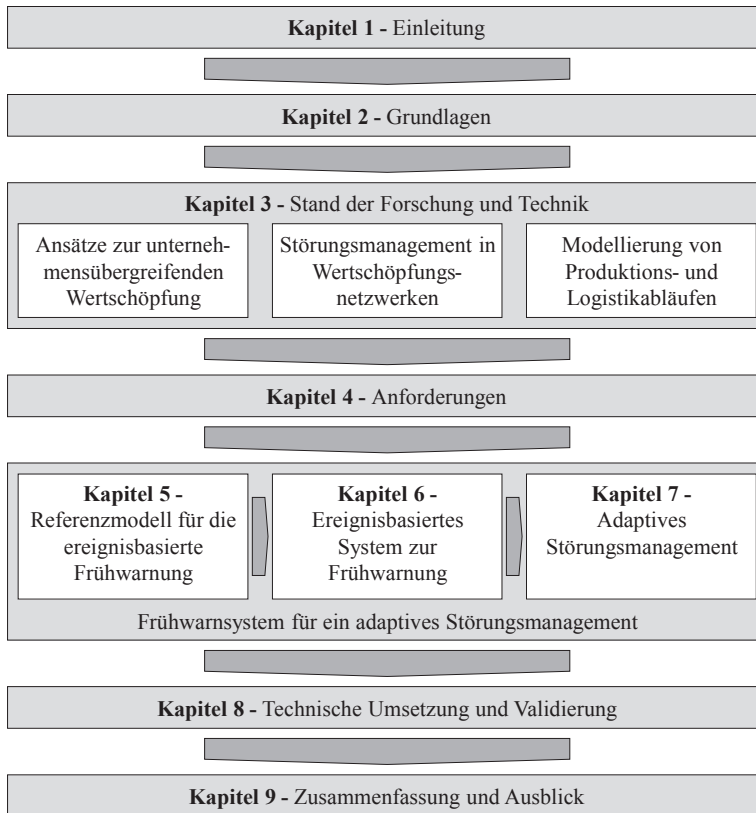 Kapitel 1 - Einleitung
Kapitel 2 - Grundlagen
Kapitel 3 - Stand der Forschung und Technik
Ansätze zur unterneh-
mensübergreifenden
Wertschöpfung
Störungsmanagement in
Wertschöpfungs-
netzwerken
Modellierung von
Produktions- und
Logistikabläufen
Kapitel 4 - Anforderungen
Kapitel 5 -
Referenzmodell für die
ereignisbasierte
Frühwarnung
Kapitel 6 -
Ereignisbasiertes
System zur
Frühwarnung
Kapitel 7 -
Adaptives
Störungsmanagement
Frühwarnsystem für ein adaptives Störungsmanagement
Kapitel 8 - Technische Umsetzung und Validierung
Kapitel 9 - Zusammenfassung und Ausblick